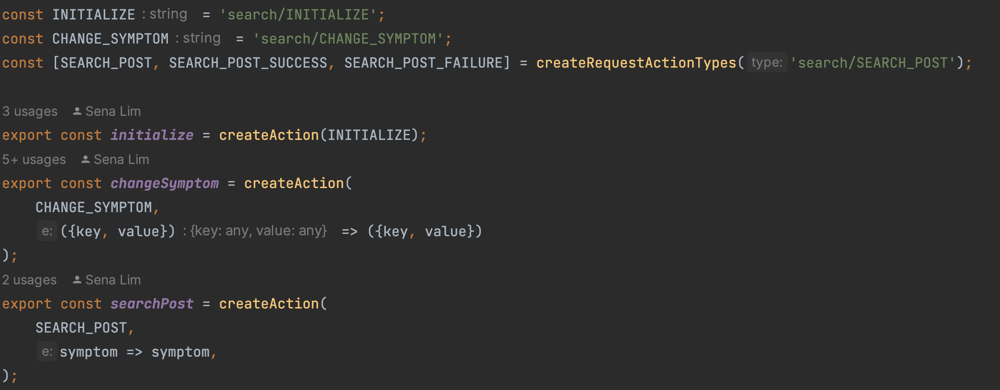 const INITIALIZE : string = 'search/INITIALIZE';
const CHANGE_SYMPTOM : string = 'search/CHANGE_SYMPTOM';
const [SEARCH_POST, SEARCH_POST_SUCCESS, SEARCH_POST_FAILURE] = createRequestActionTypes( type: 'search/SEARCH_POST');
3 usages Sena Lim
export const initialize = createAction(INITIALIZE);
5+ usages Sena Lim
export const changeSymptom = createAction(
CHANGE_SYMPTOM,
e: ({key, value}) : {key: any, value: any} => ({key, value})
);
2 usages Sena Lim
export const searchPost = createAction(
SEARCH_POST,
e: symptom => symptom,
);